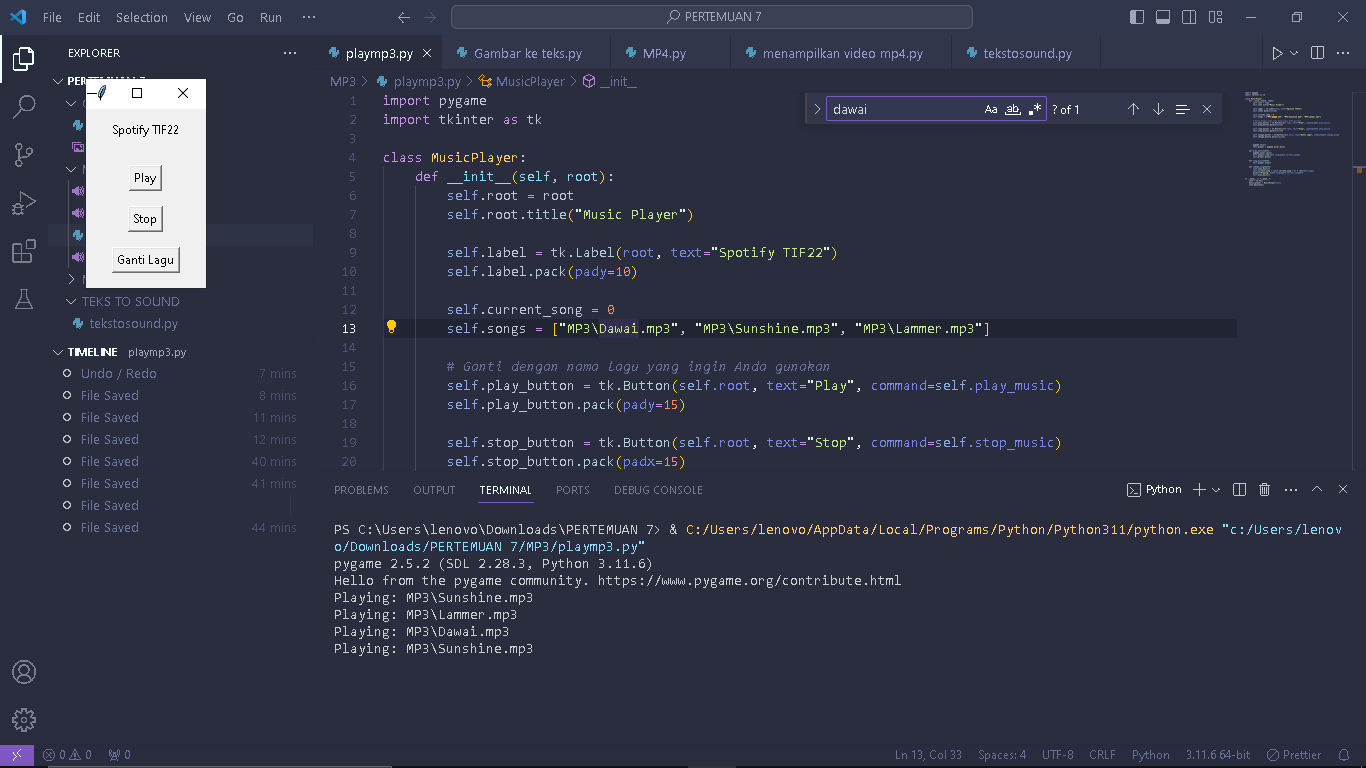 File Edit Selection View Go Run ···
PERTEMUAN 7
EXPLORER ···
playmp3.py
Gambar ke teks.py
MP4.py
menampilkan video mp4.py
tekstosound.py
Spotify TIF22
Play
Stop
Ganti Lagu
TEKS TO SOUND
tekstosound.py
TIMELINE playmp3.py
Undo / Redo 7 mins
File Saved 8 mins
File Saved 11 mins
File Saved 12 mins
File Saved 40 mins
File Saved 41 mins
File Saved
File Saved 44 mins
MP3 > playmp3.py > MusicPlayer > __init__
dawai Aa ab .* ? of 1
1 import pygame
2 import tkinter as tk
3
4 class MusicPlayer:
5 def __init__(self, root):
6 self.root = root
7 self.root.title("Music Player")
8
9 self.label = tk.Label(root, text="Spotify TIF22")
10 self.label.pack(pady=10)
11
12 self.current_song = 0
13 self.songs = ["MP3\Dawai.mp3", "MP3\Sunshine.mp3", "MP3\Lammer.mp3"]
14
15 # Ganti dengan nama Lagu yang ingin Anda gunakan
16 self.play_button = tk.Button(self.root, text="Play", command=self.play_music)
17 self.play_button.pack(pady=15)
18
19 self.stop_button = tk.Button(self.root, text="Stop", command=self.stop_music)
20 self.stop_button.pack(padx=15)
PROBLEMS OUTPUT TERMINAL PORTS DEBUG CONSOLE
Python
PS C:\Users\lenovo\Downloads\PERTEMUAN 7> & C:/Users/lenovo/AppData/Local/Programs/Python/Python311/python.exe "c:/Users/lenov
o/Downloads/PERTEMUAN 7/MP3/playmp3.py"
pygame 2.5.2 (SDL 2.28.3, Python 3.11.6)
Hello from the pygame community. https://www.pygame.org/contribute.html
Playing: MP3\Sunshine.mp3
Playing: MP3\Lammer.mp3
Playing: MP3\Dawai.mp3
Playing: MP3\Sunshine.mp3
0 0 0
Ln 13, Col 33 Spaces: 4 UTF-8 CRLF Python 3.11.6 64-bit Prettier